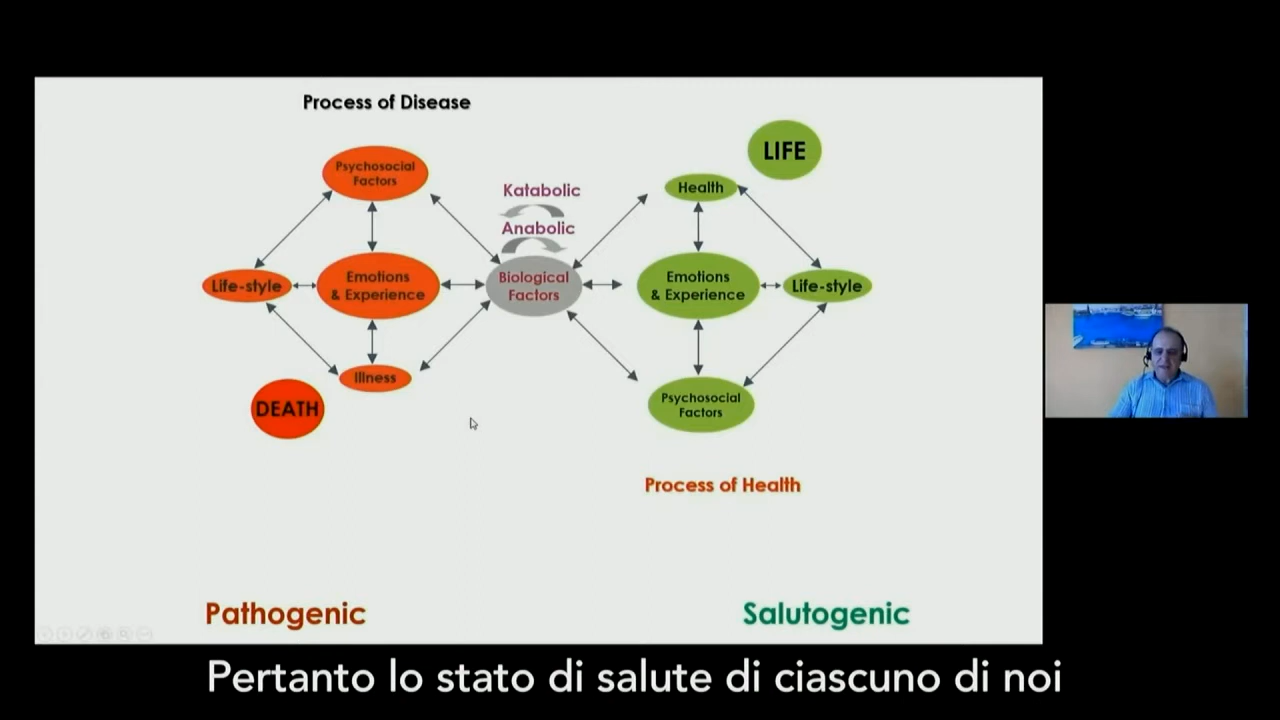 Process of Disease
LIFE
Psychosocial
Factors
Katabolic
Health
Anabolic
Life-style
Emotions
& Experience
Biological
Factors
Emotions
& Experience
Life-style
Illness
DEATH
Psychosocial
Factors
Process of Health
Pathogenic
Salutogenic
Pertanto lo stato di salute di ciascuno di noi